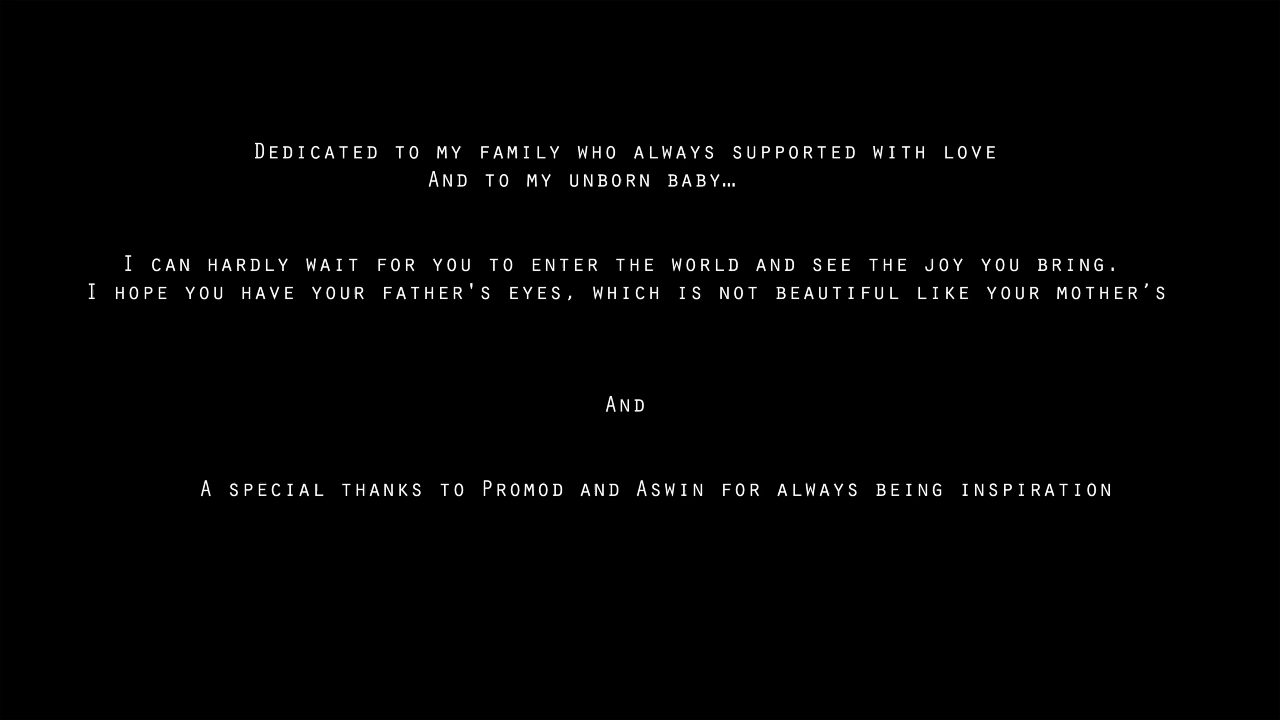 Dedicated to my family who always supported with love
And to my unborn baby…
I can hardly wait for you to enter the world and see the joy you bring.
I hope you have your father's eyes, which is not beautiful like your mother’s
And
A special thanks to Promod and Aswin for always being inspiration